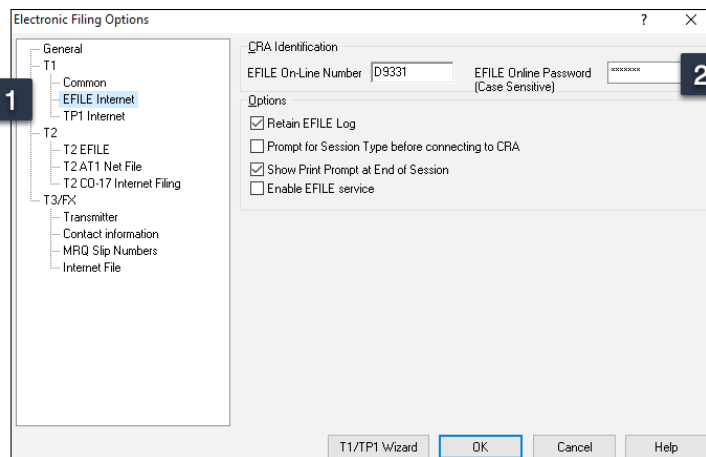 Electronic Filing Options
? X
General
T1
Common
EFILE Internet
TP1 Internet
T2
T2 EFILE
T2 AT1 Net File
T2 CO-17 Internet Filing
T3/FX
Transmitter
Contact information
MRQ Slip Numbers
Internet File
1
CRA Identification
EFILE On-Line Number D9331 EFILE Online Password (Case Sensitive) xxxxxxx
2
Options
Retain EFILE Log
Prompt for Session Type before connecting to CRA
Show Print Prompt at End of Session
Enable EFILE service
T1/TP1 Wizard OK Cancel Help